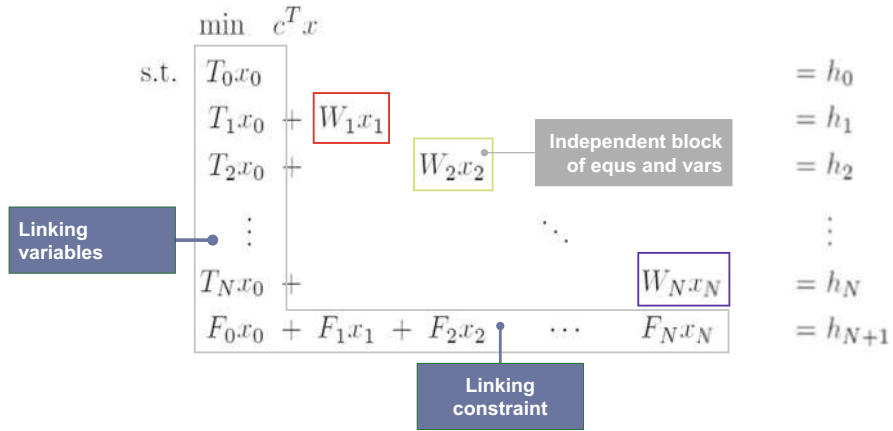 min c^T x
s.t. T_0x_0 = h_0
T_1x_0 + W_1x_1 = h_1
T_2x_0 + W_2x_2 = h_2
Independent block
of equs and vars
⋮ ⋱ ⋮
Linking
variables
T_Nx_0 + W_Nx_N = h_N
F_0x_0 + F_1x_1 + F_2x_2 ⋯ F_Nx_N = h_{N+1}
Linking
constraint